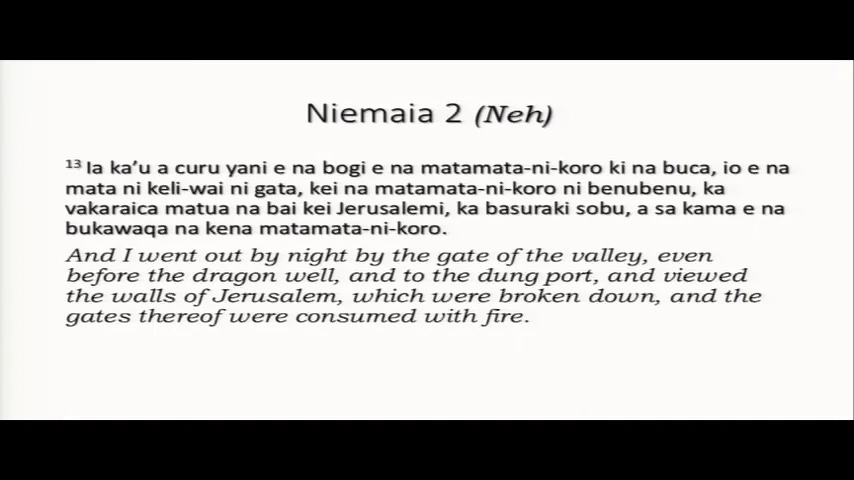 Niemaia 2 (Neh)
13 Ia ka’u a curu yani e na bogi e na matamata-ni-koro ki na buca, io e na
mata ni keli-wai ni gata, kei na matamata-ni-koro ni benubenu, ka
vakaraica matua na bai kei Jerusalemi, ka basuraki sobu, a sa kama e na
bukawaqa na kena matamata-ni-koro.
And I went out by night by the gate of the valley, even
before the dragon well, and to the dung port, and viewed
the walls of Jerusalem, which were broken down, and the
gates thereof were consumed with fire.